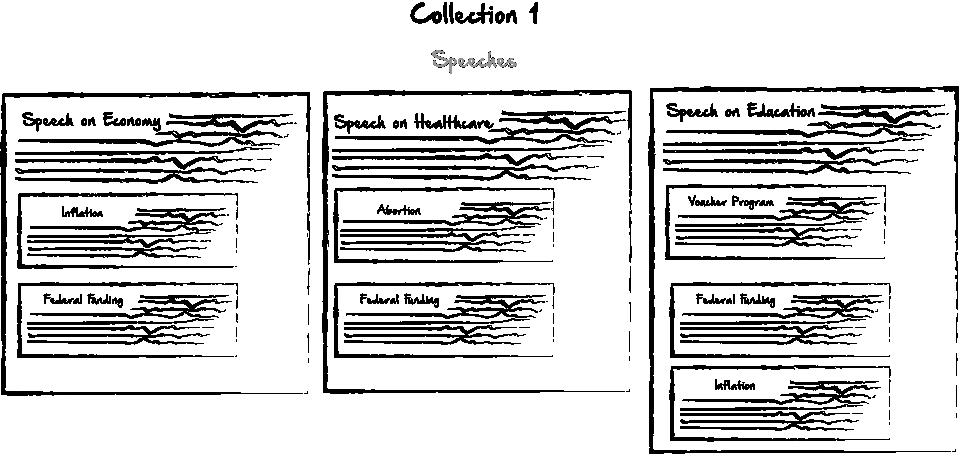 Collection 1
Speeches
Speech on Economy
Inflation
Federal Funding
Speech on Healthcare
Abortion
Federal Funding
Speech on Education
Voucher Program
Federal Funding
Inflation